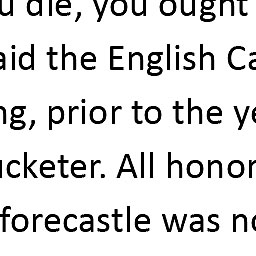 u die, you ought
aid the English Ca
ng, prior to the ye
ucketer. All honor
forecastle was no